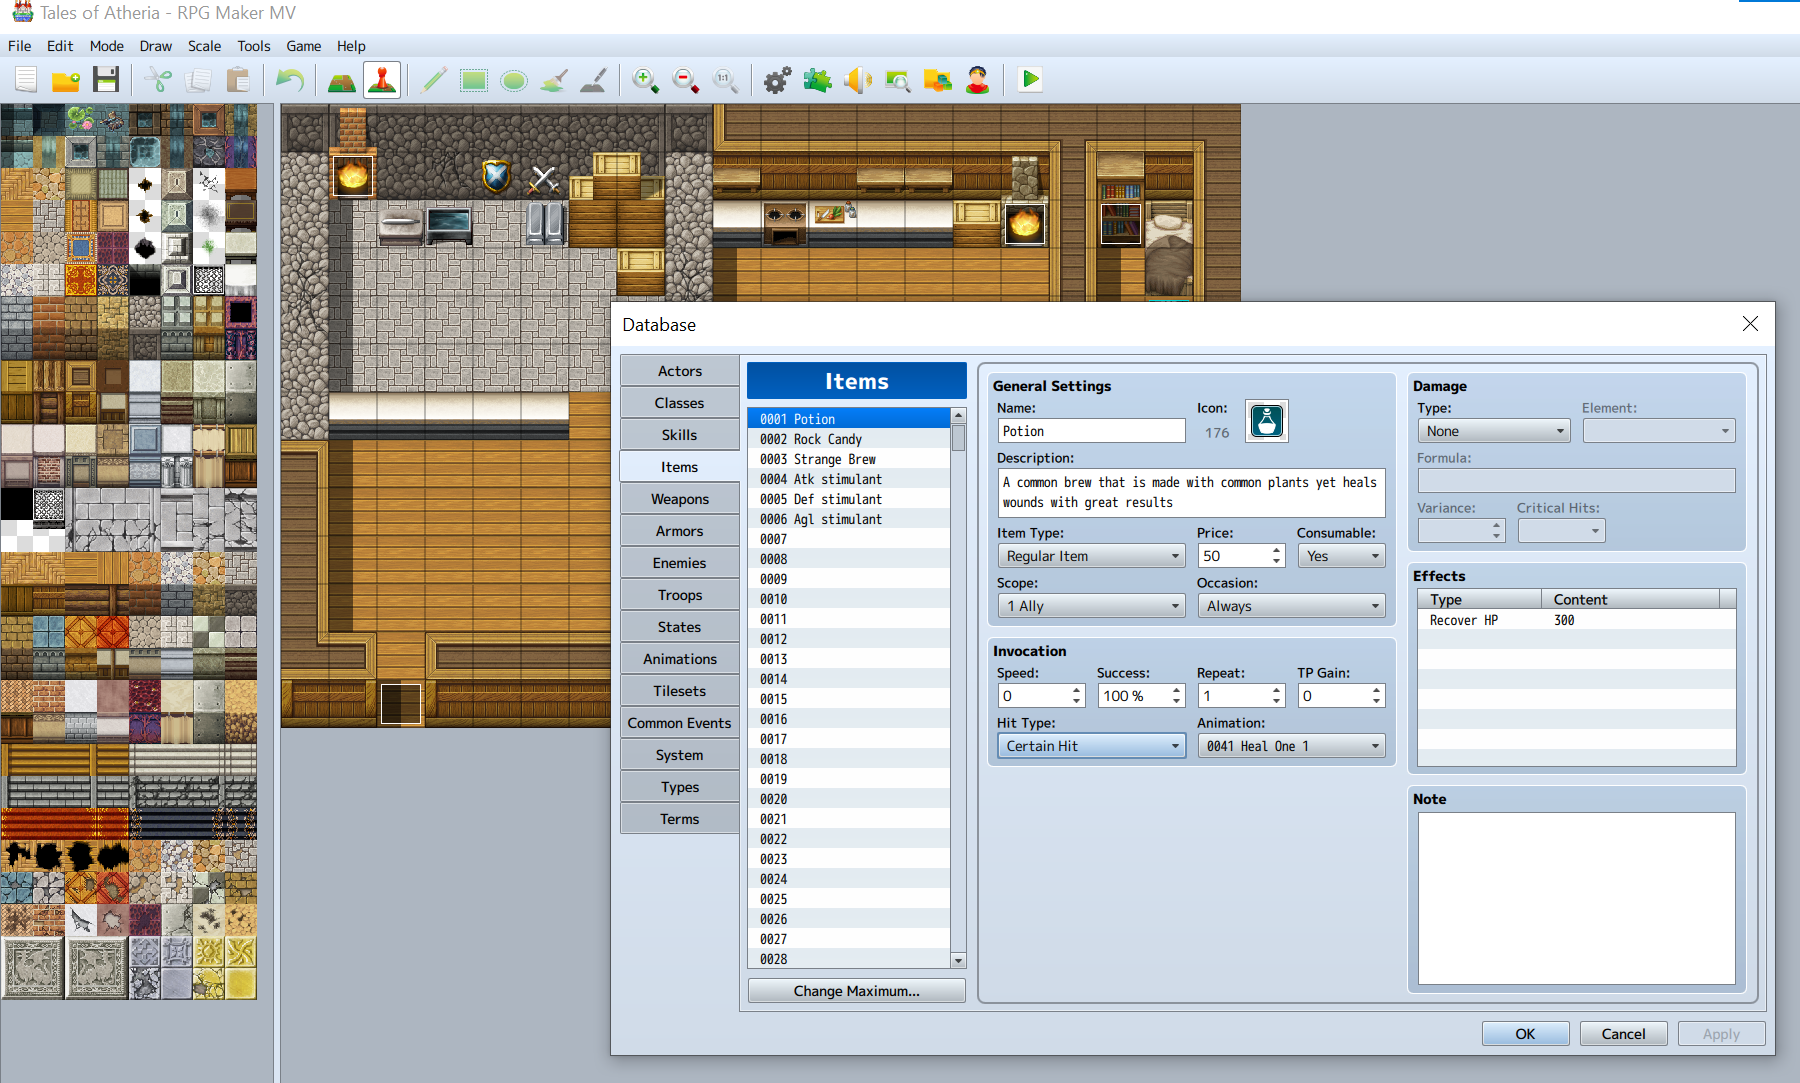 Tales of Atheria - RPG Maker MV
File Edit Mode Draw Scale Tools Game Help
1:1
Database
Actors
Classes
Skills
Items
Weapons
Armors
Enemies
Troops
States
Animations
Tilesets
Common Events
System
Types
Terms
Items
0001 Potion
0002 Rock Candy
0003 Strange Brew
0004 Atk stimulant
0005 Def stimulant
0006 Agl stimulant
0007
0008
0009
0010
0011
0012
0013
0014
0015
0016
0017
0018
0019
0020
0021
0022
0023
0024
0025
0026
0027
0028
Change Maximum...
General Settings
Name: Icon:
Potion 176
Description:
A common brew that is made with common plants yet heals
wounds with great results
Item Type: Price: Consumable:
Regular Item 50 Yes
Scope: Occasion:
1 Ally Always
Invocation
Speed: Success: Repeat: TP Gain:
0 100 % 1 0
Hit Type: Animation:
Certain Hit 0041 Heal One 1
Damage
Type: Element:
None
Formula:
Variance: Critical Hits:
Effects
Type Content
Recover HP 300
Note
OK Cancel Apply